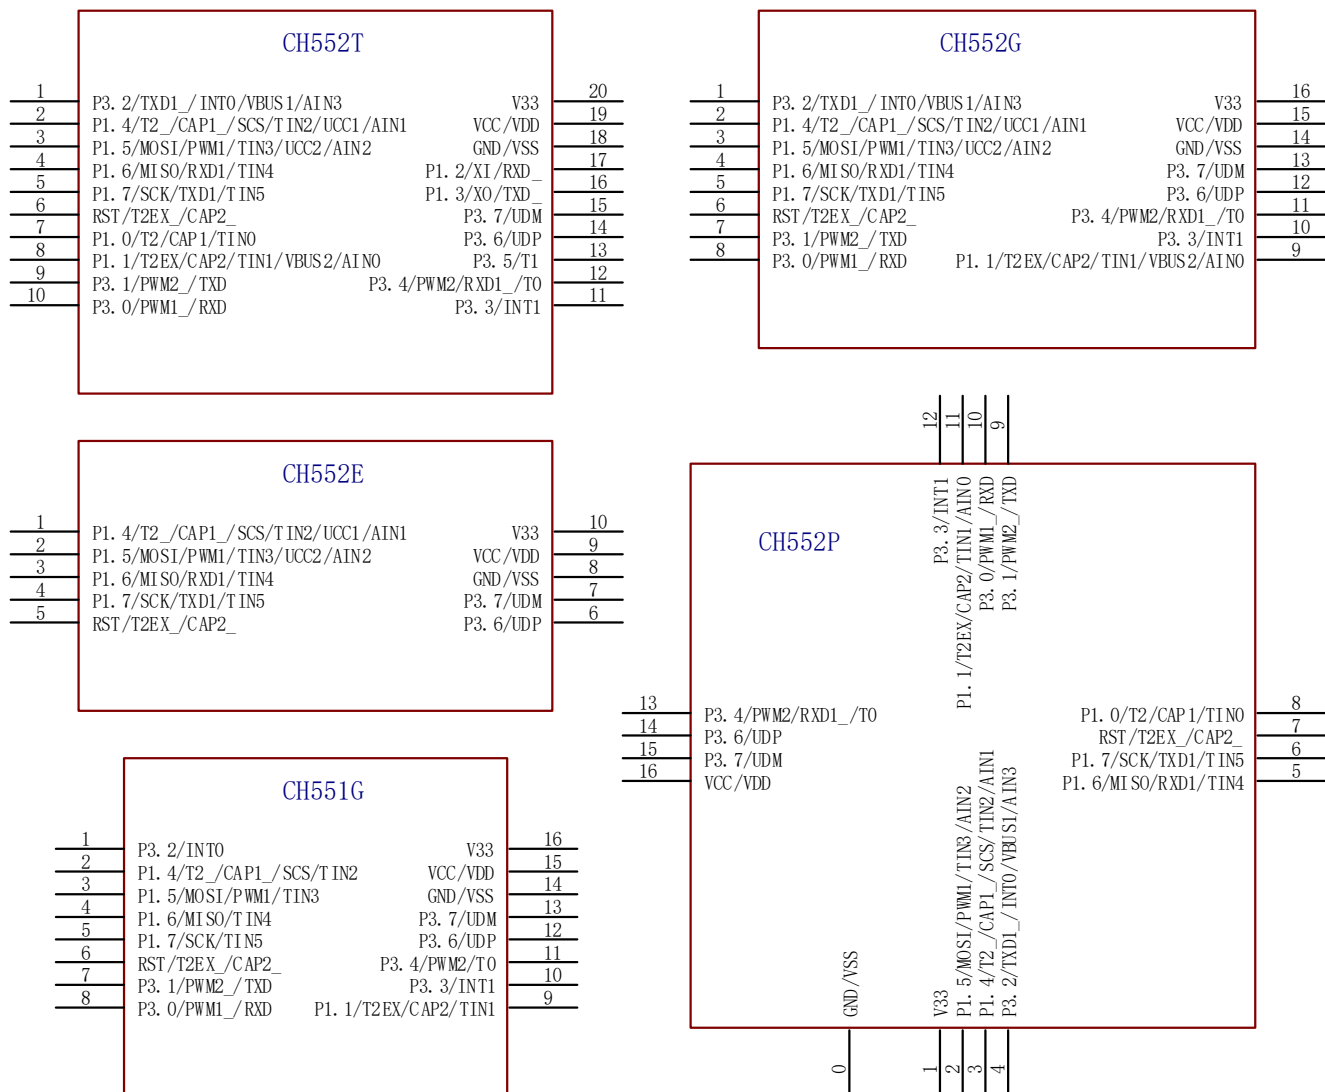 CH552T
1 P3.2/TXD1_/INT0/VBUS1/AIN3 V33 20
2 P1.4/T2_/CAP1_/SCS/TIN2/UCC1/AIN1 VCC/VDD 19
3 P1.5/MOSI/PWM1/TIN3/UCC2/AIN2 GND/VSS 18
4 P1.6/MISO/RXD1/TIN4 P1.2/XI/RXD_ 17
5 P1.7/SCK/TXD1/TIN5 P1.3/XO/TXD_ 16
6 RST/T2EX_/CAP2_ P3.7/UDM 15
7 P1.0/T2/CAP1/TIN0 P3.6/UDP 14
8 P1.1/T2EX/CAP2/TIN1/VBUS2/AIN0 P3.5/T1 13
9 P3.1/PWM2_/TXD P3.4/PWM2/RXD1_/T0 12
10 P3.0/PWM1_/RXD P3.3/INT1 11
CH552G
1 P3.2/TXD1_/INT0/VBUS1/AIN3 V33 16
2 P1.4/T2_/CAP1_/SCS/TIN2/UCC1/AIN1 VCC/VDD 15
3 P1.5/MOSI/PWM1/TIN3/UCC2/AIN2 GND/VSS 14
4 P1.6/MISO/RXD1/TIN4 P3.7/UDM 13
5 P1.7/SCK/TXD1/TIN5 P3.6/UDP 12
6 RST/T2EX_/CAP2_ P3.4/PWM2/RXD1_/T0 11
7 P3.1/PWM2_/TXD P3.3/INT1 10
8 P3.0/PWM1_/RXD P1.1/T2EX/CAP2/TIN1/VBUS2/AIN0 9
CH552E
1 P1.4/T2_/CAP1_/SCS/TIN2/UCC1/AIN1 V33 10
2 P1.5/MOSI/PWM1/TIN3/UCC2/AIN2 VCC/VDD 9
3 P1.6/MISO/RXD1/TIN4 GND/VSS 8
4 P1.7/SCK/TXD1/TIN5 P3.7/UDM 7
5 RST/T2EX_/CAP2_ P3.6/UDP 6
CH552P
12 P3.3/INT1
11 P1.1/T2EX/CAP2/TIN1/AIN0
10 P3.0/PWM1_/RXD
9 P3.1/PWM2_/TXD
13 P3.4/PWM2/RXD1_/T0 P1.0/T2/CAP1/TIN0 8
14 P3.6/UDP RST/T2EX_/CAP2_ 7
15 P3.7/UDM P1.7/SCK/TXD1/TIN5 6
16 VCC/VDD P1.6/MISO/RXD1/TIN4 5
0 GND/VSS
1 V33
2 P1.5/MOSI/PWM1/TIN3/AIN2
3 P1.4/T2_/CAP1_/SCS/TIN2/AIN1
4 P3.2/TXD1_/INT0/VBUS1/AIN3
CH551G
1 P3.2/INT0 V33 16
2 P1.4/T2_/CAP1_/SCS/TIN2 VCC/VDD 15
3 P1.5/MOSI/PWM1/TIN3 GND/VSS 14
4 P1.6/MISO/TIN4 P3.7/UDM 13
5 P1.7/SCK/TIN5 P3.6/UDP 12
6 RST/T2EX_/CAP2_ P3.4/PWM2/T0 11
7 P3.1/PWM2_/TXD P3.3/INT1 10
8 P3.0/PWM1_/RXD P1.1/T2EX/CAP2/TIN1 9